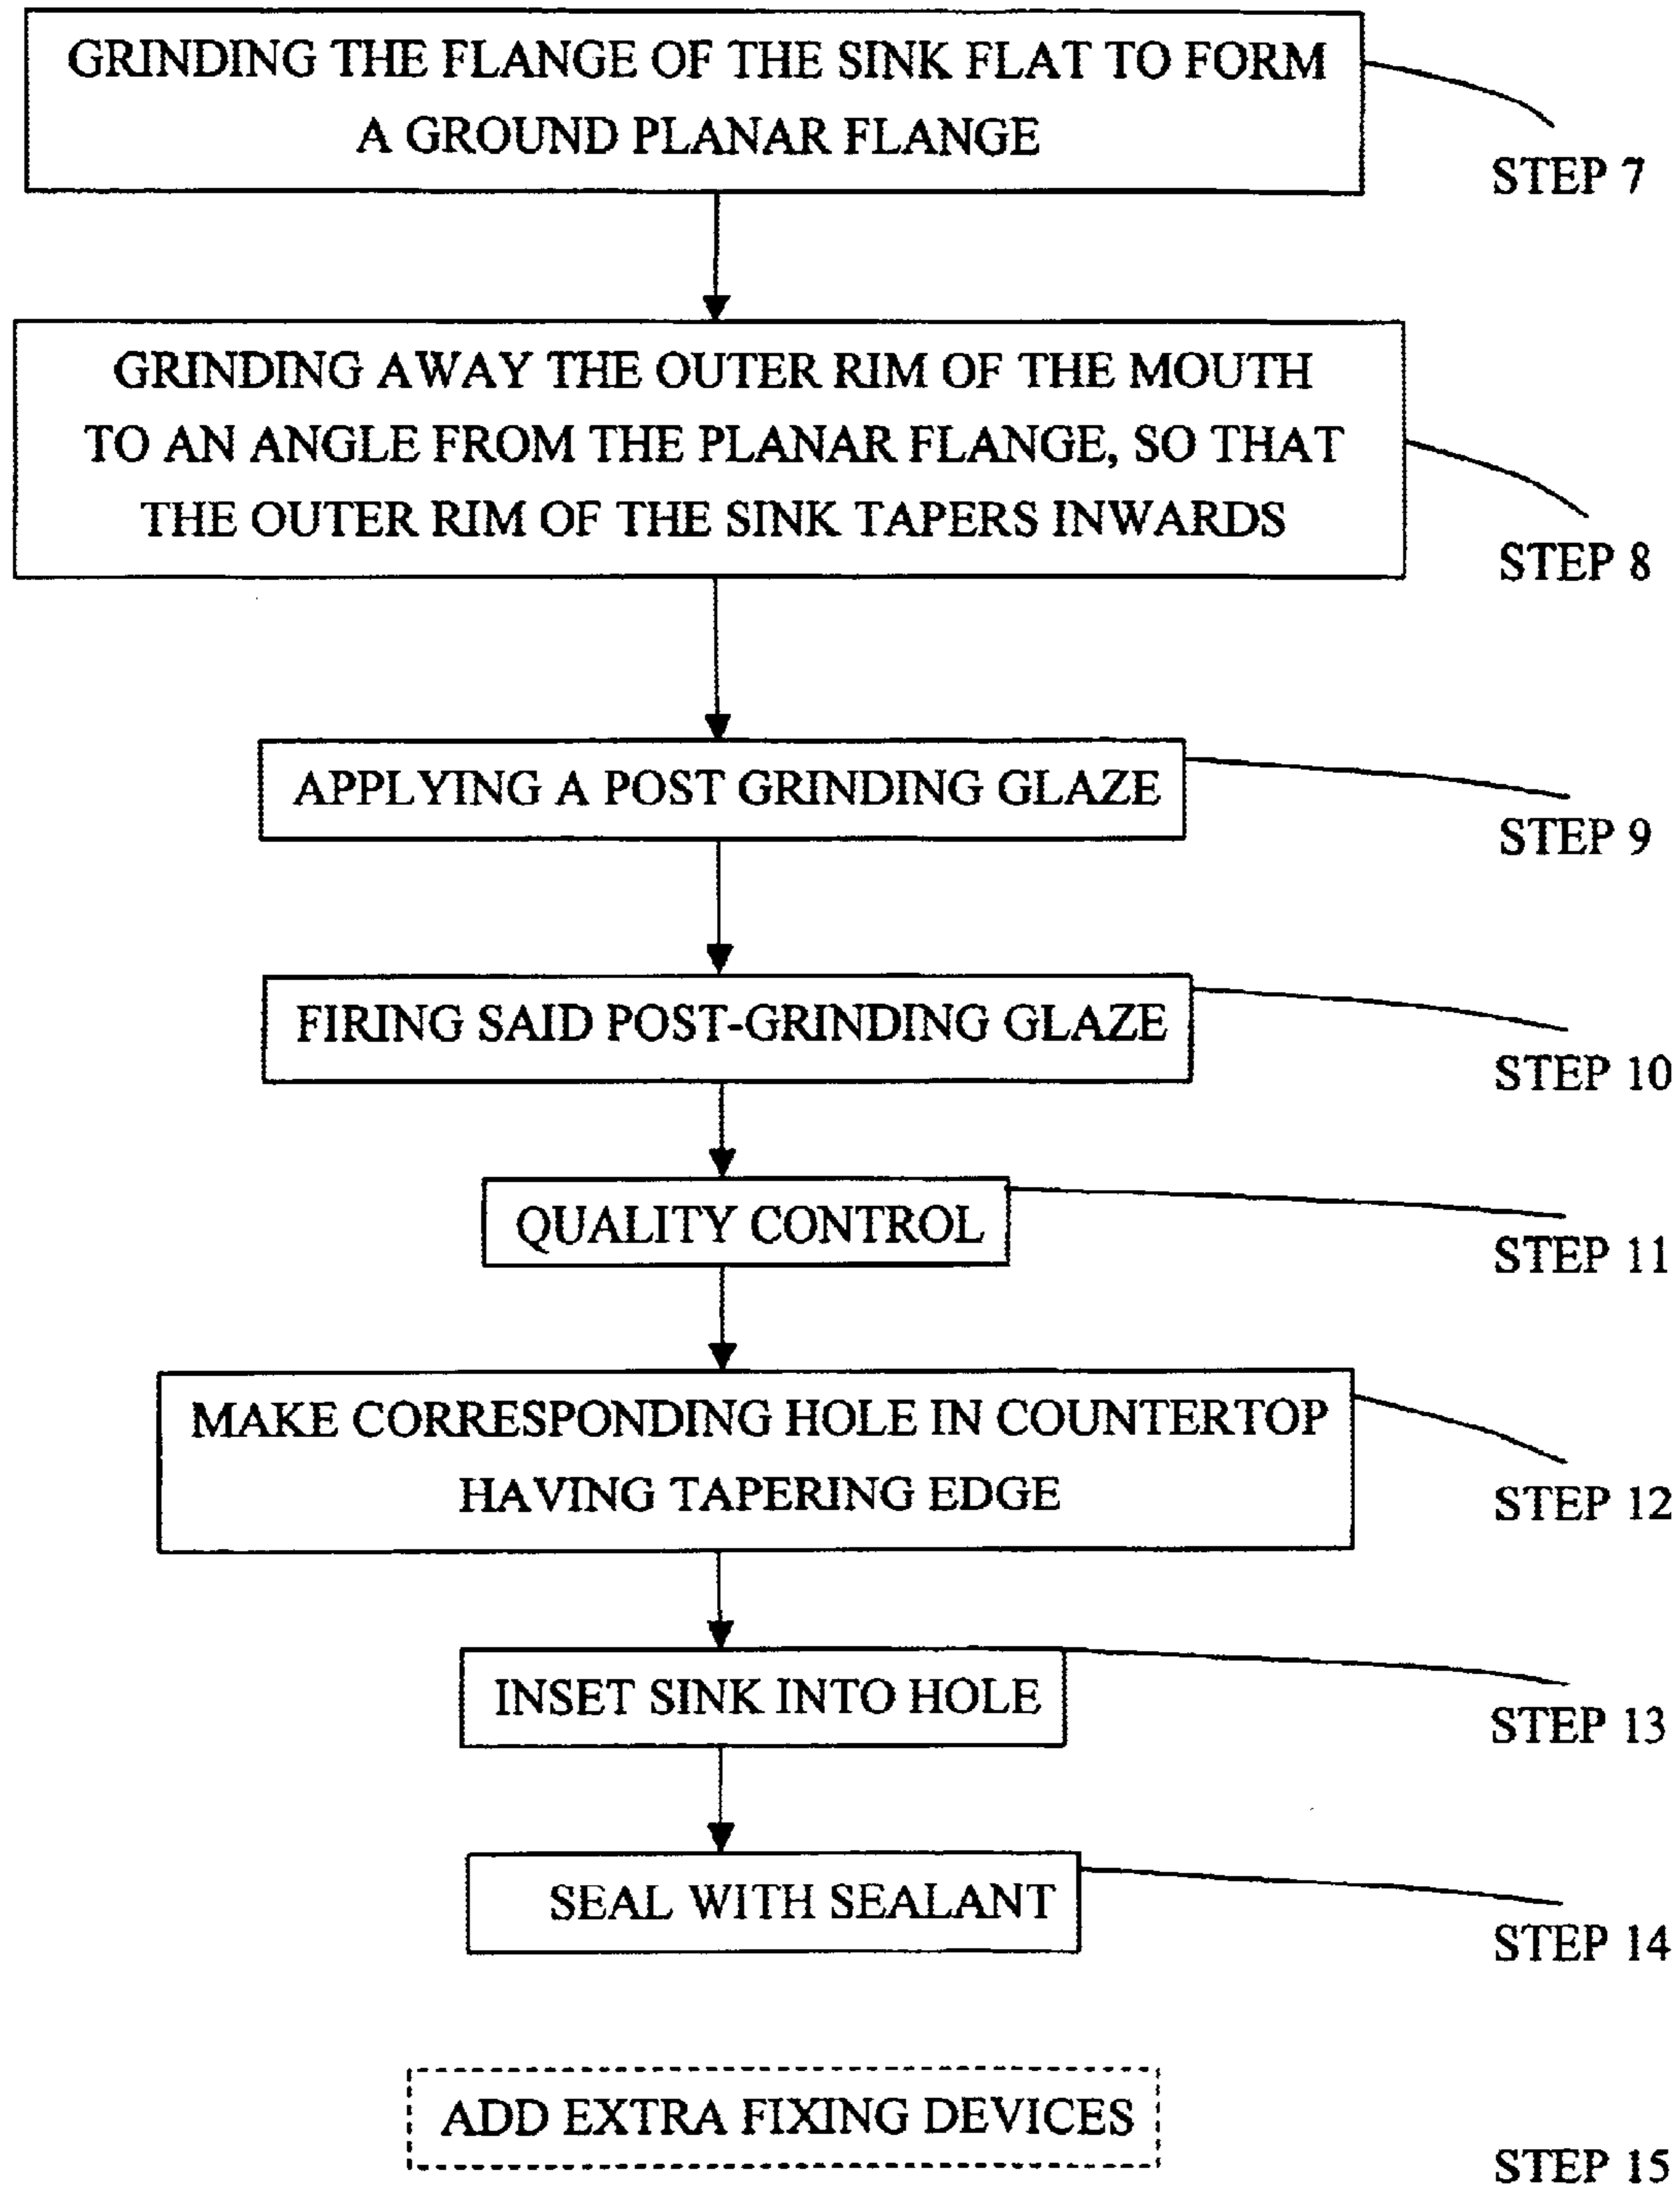 GRINDING THE FLANGE OF THE SINK FLAT TO FORM
A GROUND PLANAR FLANGE
STEP 7
GRINDING AWAY THE OUTER RIM OF THE MOUTH
TO AN ANGLE FROM THE PLANAR FLANGE, SO THAT
THE OUTER RIM OF THE SINK TAPERS INWARDS
STEP 8
APPLYING A POST GRINDING GLAZE
STEP 9
FIRING SAID POST-GRINDING GLAZE
STEP 10
QUALITY CONTROL
STEP 11
MAKE CORRESPONDING HOLE IN COUNTERTOP
HAVING TAPERING EDGE
STEP 12
INSET SINK INTO HOLE
STEP 13
SEAL WITH SEALANT
STEP 14
ADD EXTRA FIXING DEVICES
STEP 15